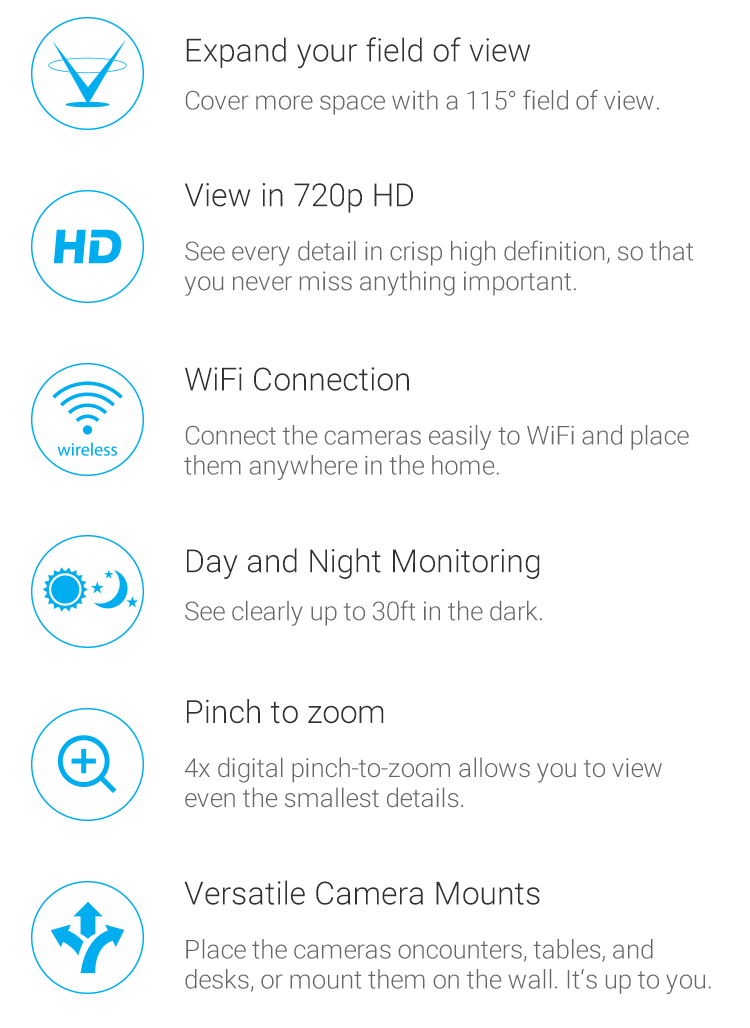 Expand your field of view
Cover more space with a 115° field of view.
HD
View in 720p HD
See every detail in crisp high definition, so that
you never miss anything important.
wireless
WiFi Connection
Connect the cameras easily to WiFi and place
them anywhere in the home.
Day and Night Monitoring
See clearly up to 30ft in the dark.
Pinch to zoom
4x digital pinch-to-zoom allows you to view
even the smallest details.
Versatile Camera Mounts
Place the cameras oncounters, tables, and
desks, or mount them on the wall. It‘s up to you.